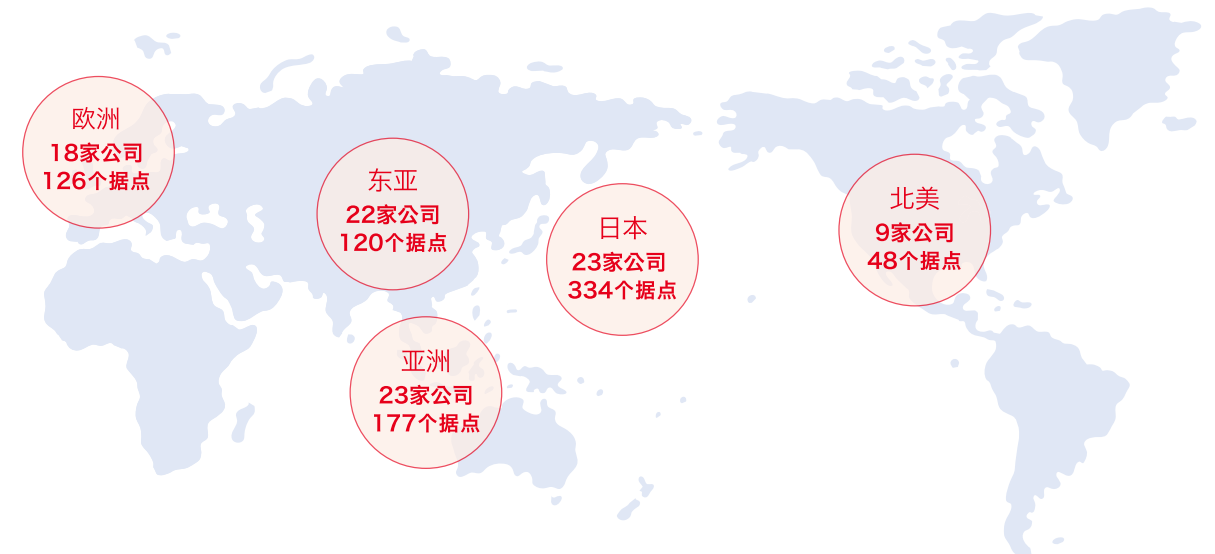 欧洲
18家公司
126个据点
东亚
22家公司
120个据点
日本
23家公司
334个据点
北美
9家公司
48个据点
亚洲
23家公司
177个据点